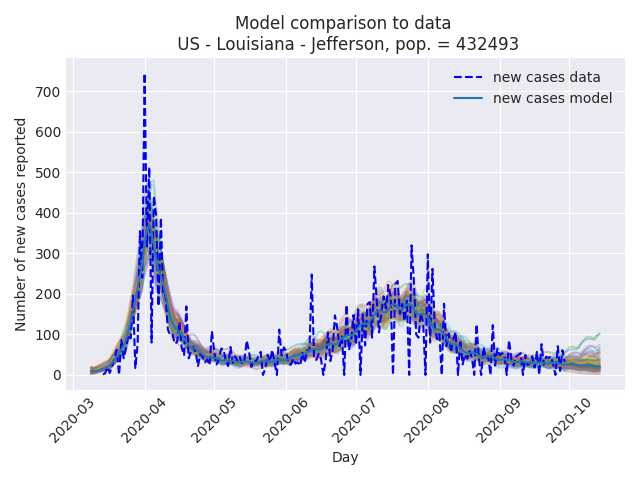 Model comparison to data
US - Louisiana - Jefferson, pop. = 432493
new cases data
new cases model
Number of new cases reported
700
600
500
400
300
200
100
0
2020-03
2020-04
2020-05
2020-06
2020-07
2020-08
2020-09
2020-10
Day